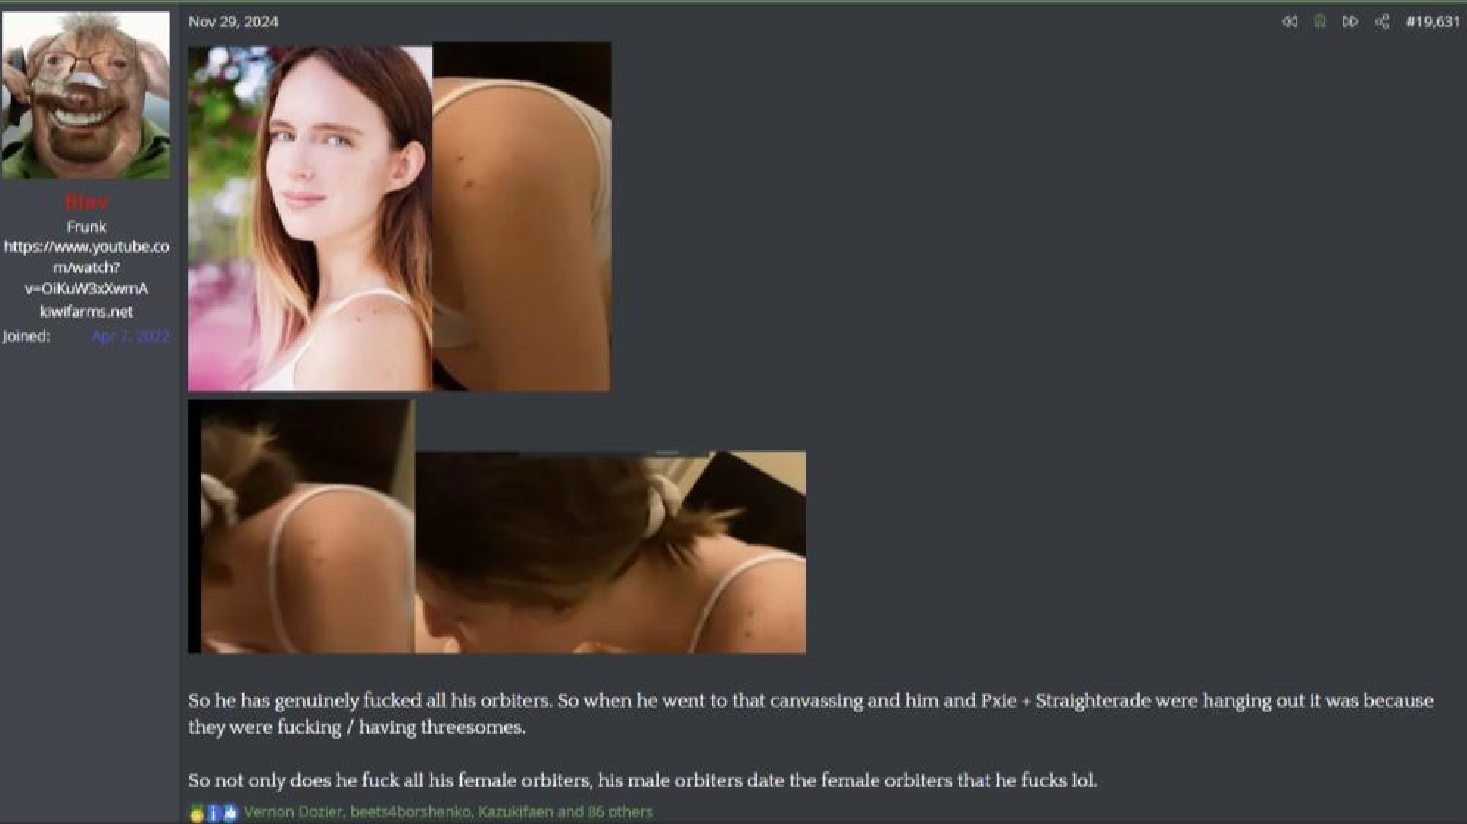 Nov 29, 2024
#19,631
Blav
Frunk
https://www.youtube.co
m/watch?
v=OiKuW3xXwmA
kiwifarms.net
Joined: Apr 7, 2022
So he has genuinely fucked all his orbiters. So when he went to that canvassing and him and Pxie + Straighterade were hanging out it was because
they were fucking / having threesomes.
So not only does he fuck all his female orbiters, his male orbiters date the female orbiters that he fucks lol.
Vernon Dozier, beets4borshenko, Kazukifaen and 86 others